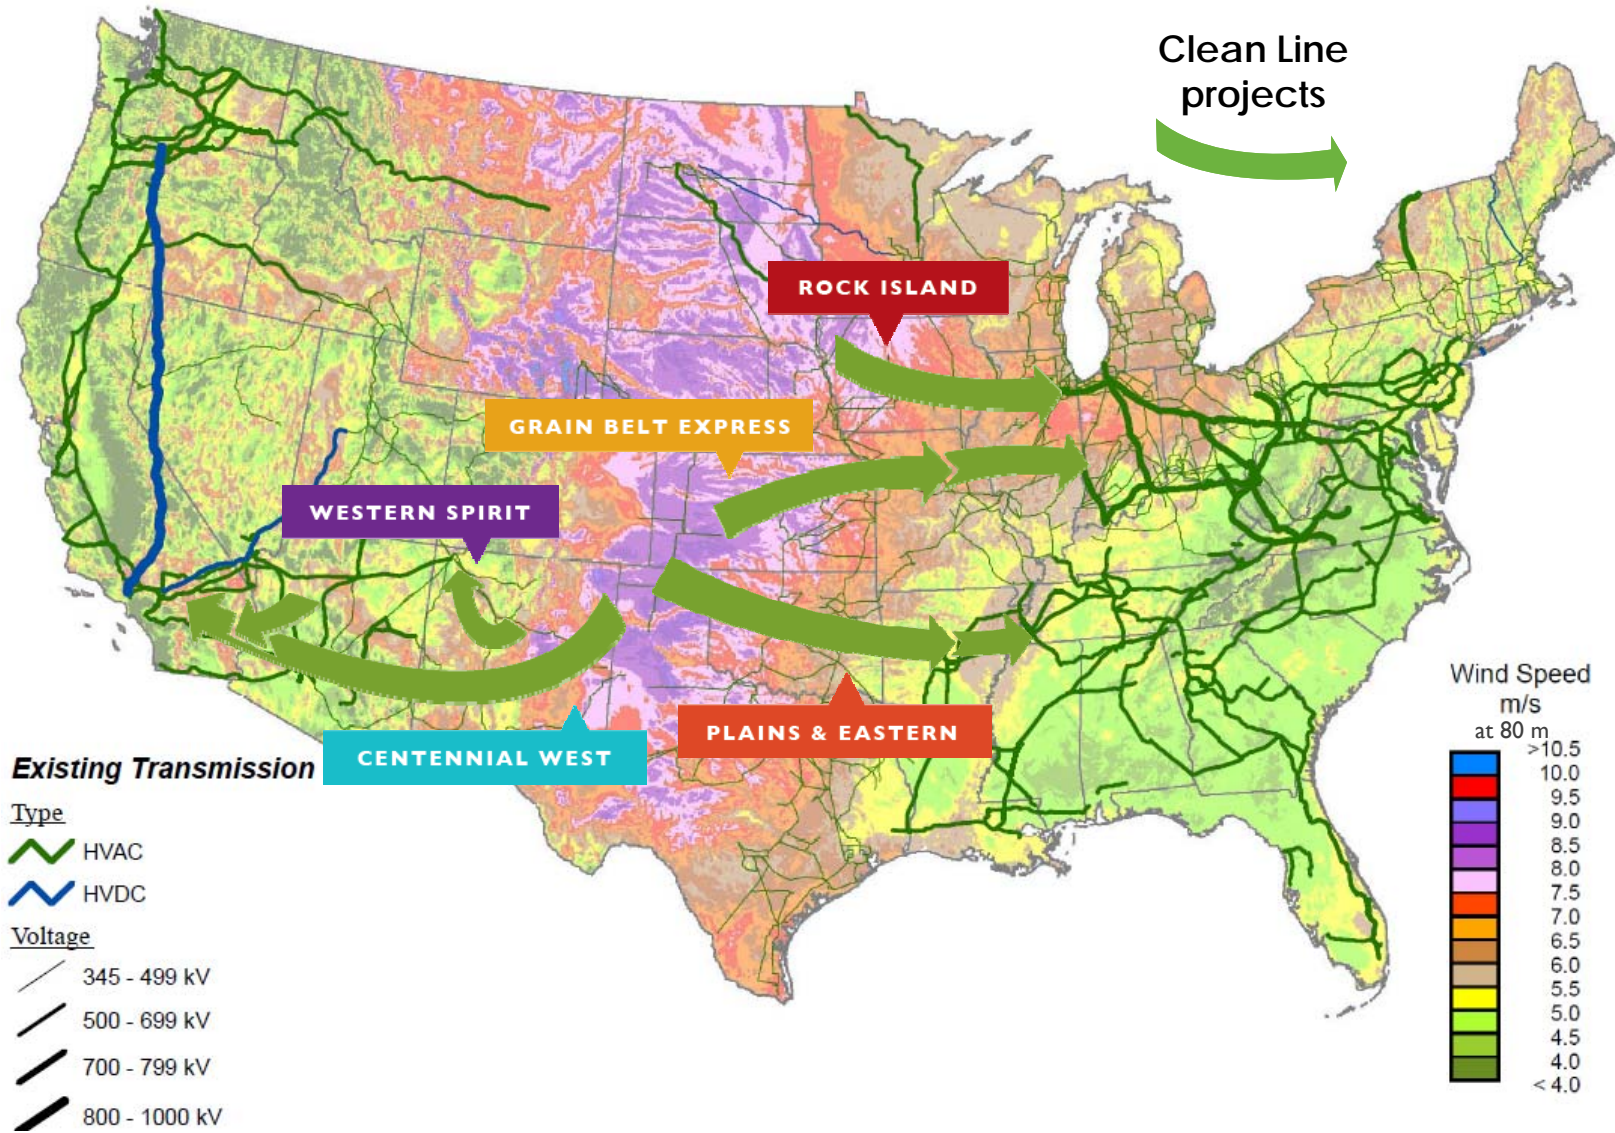 Clean Line
projects
ROCK ISLAND
GRAIN BELT EXPRESS
WESTERN SPIRIT
CENTENNIAL WEST
PLAINS & EASTERN
Existing Transmission
Type
HVAC
HVDC
Voltage
345 - 499 kV
500 - 699 kV
700 - 799 kV
800 - 1000 kV
Wind Speed
m/s
at 80 m
>10.5
10.0
9.5
9.0
8.5
8.0
7.5
7.0
6.5
6.0
5.5
5.0
4.5
4.0
< 4.0